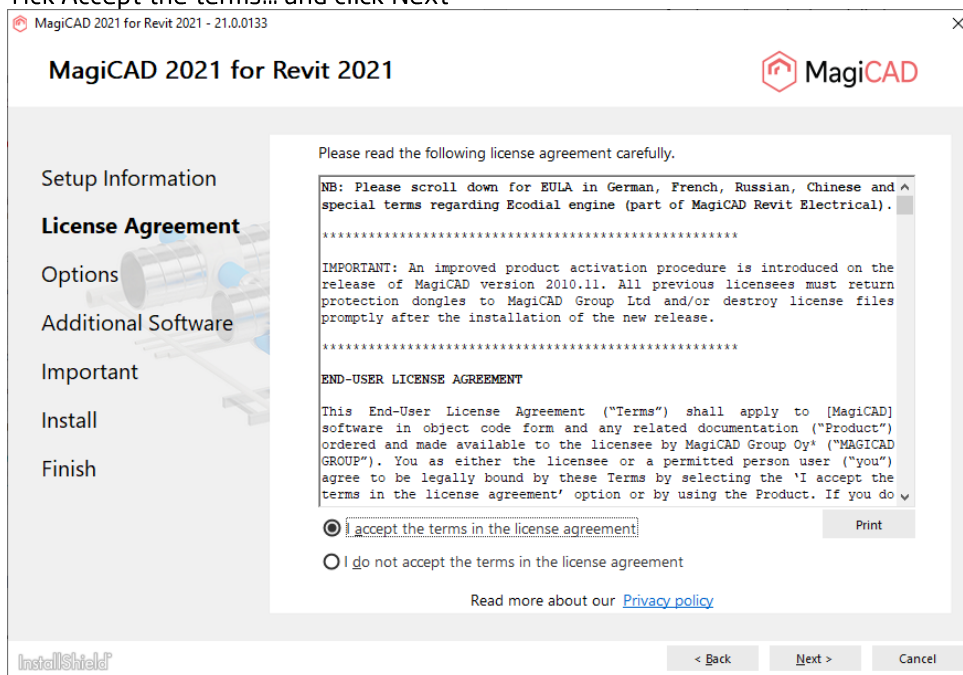 Tick Accept the terms... and click Next
MagiCAD 2021 for Revit 2021 - 21.0.0133
MagiCAD 2021 for Revit 2021
MagiCAD
Setup Information
License Agreement
Options
Additional Software
Important
Install
Finish
Please read the following license agreement carefully.
NB: Please scroll down for EULA in German, French, Russian, Chinese and
special terms regarding Ecodial engine (part of MagiCAD Revit Electrical).
******************************************************
IMPORTANT: An improved product activation procedure is introduced on the
release of MagiCAD version 2010.11. All previous licensees must return
protection dongles to MagiCAD Group Ltd and/or destroy license files
promptly after the installation of the new release.
******************************************************
END-USER LICENSE AGREEMENT
This End-User License Agreement (“Terms”) shall apply to [MagiCAD]
software in object code form and any related documentation (“Product”)
ordered and made available to the licensee by MagiCAD Group Oy* (“MAGICAD
GROUP”). You as either the licensee or a permitted person user (“you”)
agree to be legally bound by these Terms by selecting the ‘I accept the
terms in the license agreement’ option or by using the Product. If you do
I accept the terms in the license agreement
Print
I do not accept the terms in the license agreement
Read more about our Privacy policy
InstallShield
< Back
Next >
Cancel